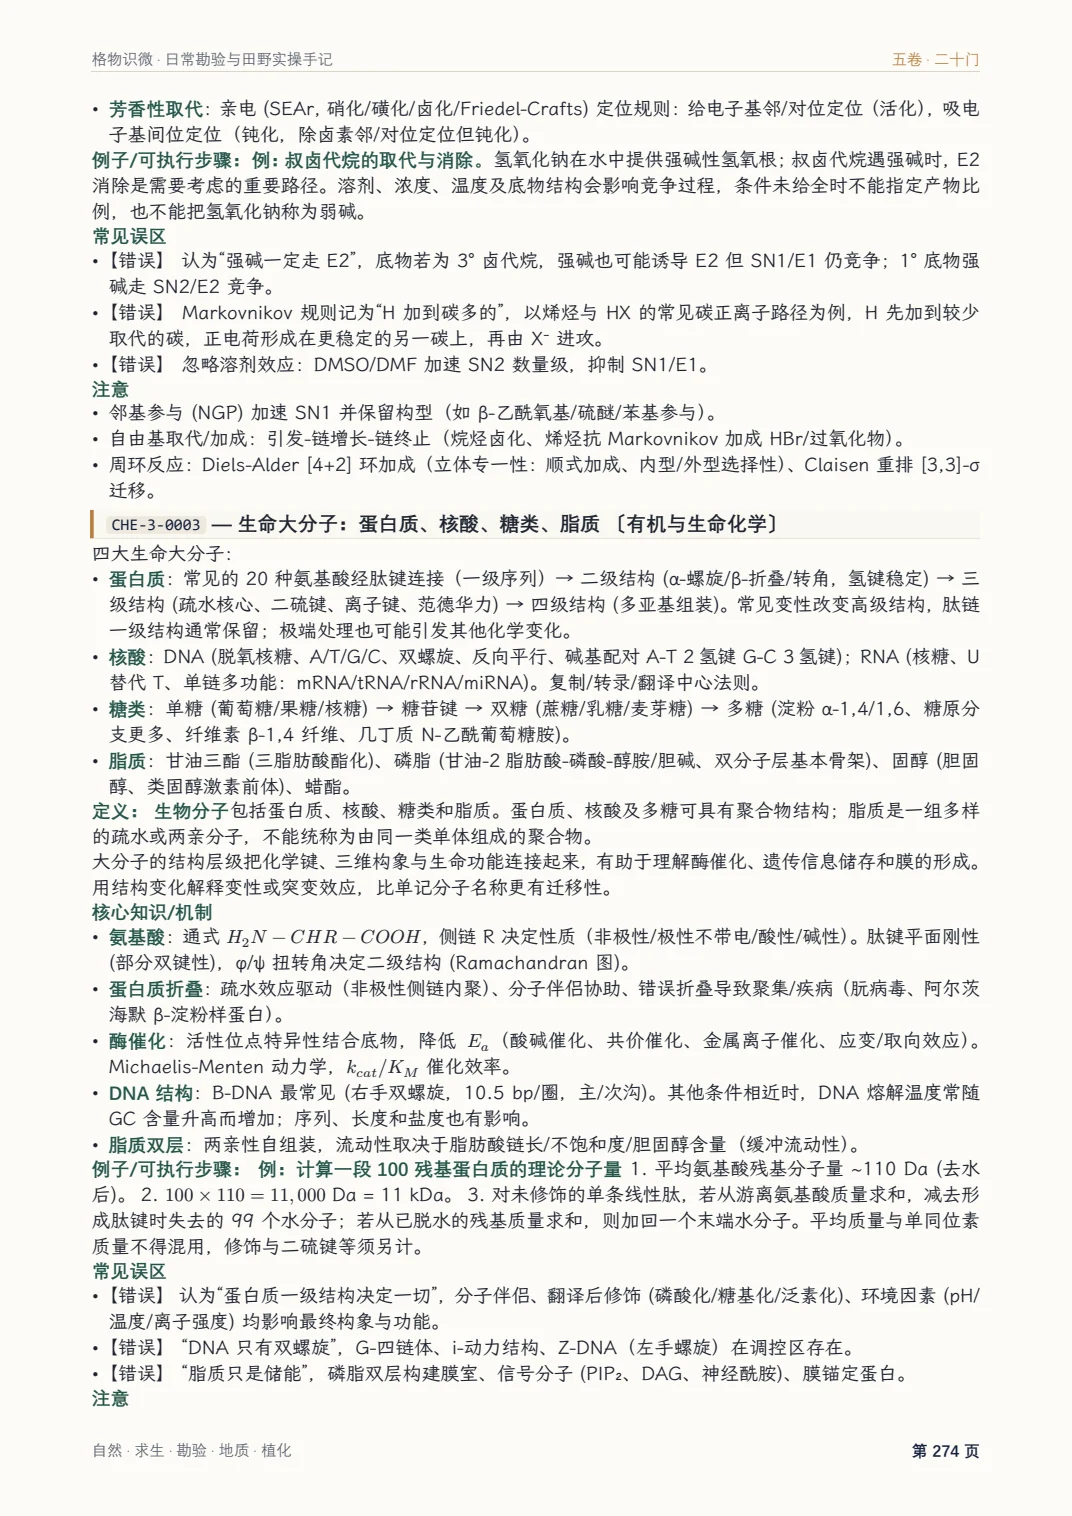 格物识微 · 日常勘验与田野实操手记
五卷 · 二十门
• 芳香性取代：亲电 (SEAr, 硝化/磺化/卤化/Friedel-Crafts) 定位规则：给电子基邻/对位定位（活化），吸电
子基间位定位（钝化，除卤素邻/对位定位但钝化）。
例子/可执行步骤：例：叔卤代烷的取代与消除。氢氧化钠在水中提供强碱性氢氧根；叔卤代烷遇强碱时，E2
消除是需要考虑的重要路径。溶剂、浓度、温度及底物结构会影响竞争过程，条件未给全时不能指定产物比
例，也不能把氢氧化钠称为弱碱。
常见误区
•【错误】 认为“强碱一定走 E2”，底物若为 3° 卤代烷，强碱也可能诱导 E2 但 SN1/E1 仍竞争；1° 底物强
碱走 SN2/E2 竞争。
•【错误】 Markovnikov 规则记为“H 加到碳多的”，以烯烃与 HX 的常见碳正离子路径为例，H 先加到较少
取代的碳，正电荷形成在更稳定的另一碳上，再由 X⁻ 进攻。
•【错误】 忽略溶剂效应：DMSO/DMF 加速 SN2 数量级，抑制 SN1/E1。
注意
• 邻基参与 (NGP) 加速 SN1 并保留构型（如 β-乙酰氧基/硫醚/苯基参与）。
• 自由基取代/加成：引发-链增长-链终止（烷烃卤化、烯烃抗 Markovnikov 加成 HBr/过氧化物）。
• 周环反应：Diels-Alder [4+2] 环加成（立体专一性：顺式加成、内型/外型选择性）、Claisen 重排 [3,3]-σ
迁移。
CHE-3-0003 — 生命大分子：蛋白质、核酸、糖类、脂质 〔有机与生命化学〕
四大生命大分子：
• 蛋白质：常见的 20 种氨基酸经肽键连接（一级序列）→ 二级结构 (α-螺旋/β-折叠/转角，氢键稳定) → 三
级结构 (疏水核心、二硫键、离子键、范德华力) → 四级结构 (多亚基组装)。常见变性改变高级结构，肽链
一级结构通常保留；极端处理也可能引发其他化学变化。
• 核酸：DNA (脱氧核糖、A/T/G/C、双螺旋、反向平行、碱基配对 A-T 2 氢键 G-C 3 氢键)；RNA (核糖、U
替代 T、单链多功能：mRNA/tRNA/rRNA/miRNA)。复制/转录/翻译中心法则。
• 糖类：单糖 (葡萄糖/果糖/核糖) → 糖苷键 → 双糖 (蔗糖/乳糖/麦芽糖) → 多糖 (淀粉 α-1,4/1,6、糖原分
支更多、纤维素 β-1,4 纤维、几丁质 N-乙酰葡萄糖胺)。
• 脂质：甘油三酯 (三脂肪酸酯化)、磷脂 (甘油-2 脂肪酸-磷酸-醇胺/胆碱、双分子层基本骨架)、固醇 (胆固
醇、类固醇激素前体)、蜡酯。
定义： 生物分子包括蛋白质、核酸、糖类和脂质。蛋白质、核酸及多糖可具有聚合物结构；脂质是一组多样
的疏水或两亲分子，不能统称为由同一类单体组成的聚合物。
大分子的结构层级把化学键、三维构象与生命功能连接起来，有助于理解酶催化、遗传信息储存和膜的形成。
用结构变化解释变性或突变效应，比单记分子名称更有迁移性。
核心知识/机制
• 氨基酸：通式 H₂N − CHR − COOH，侧链 R 决定性质（非极性/极性不带电/酸性/碱性）。肽键平面刚性
(部分双键性)，φ/ψ 扭转角决定二级结构 (Ramachandran 图)。
• 蛋白质折叠：疏水效应驱动（非极性侧链内聚）、分子伴侣协助、错误折叠导致聚集/疾病（朊病毒、阿尔茨
海默 β-淀粉样蛋白）。
• 酶催化：活性位点特异性结合底物，降低 Eₐ（酸碱催化、共价催化、金属离子催化、应变/取向效应）。
Michaelis-Menten 动力学，k_cat/K_M 催化效率。
• DNA 结构：B-DNA 最常见 (右手双螺旋，10.5 bp/圈，主/次沟)。其他条件相近时，DNA 熔解温度常随
GC 含量升高而增加；序列、长度和盐度也有影响。
• 脂质双层：两亲性自组装，流动性取决于脂肪酸链长/不饱和度/胆固醇含量（缓冲流动性）。
例子/可执行步骤： 例：计算一段 100 残基蛋白质的理论分子量 1. 平均氨基酸残基分子量 ~110 Da (去水
后)。 2. 100 × 110 = 11,000 Da = 11 kDa。 3. 对未修饰的单条线性肽，若从游离氨基酸质量求和，减去形
成肽键时失去的 99 个水分子；若从已脱水的残基质量求和，则加回一个末端水分子。平均质量与单同位素
质量不得混用，修饰与二硫键等须另计。
常见误区
•【错误】 认为“蛋白质一级结构决定一切”，分子伴侣、翻译后修饰 (磷酸化/糖基化/泛素化)、环境因素 (pH/
温度/离子强度) 均影响最终构象与功能。
•【错误】 “DNA 只有双螺旋”，G-四链体、i-动力结构、Z-DNA（左手螺旋）在调控区存在。
•【错误】 “脂质只是储能”，磷脂双层构建膜室、信号分子 (PIP₂、DAG、神经酰胺)、膜锚定蛋白。
注意
自然 · 求生 · 勘验 · 地质 · 植化
第 274 页